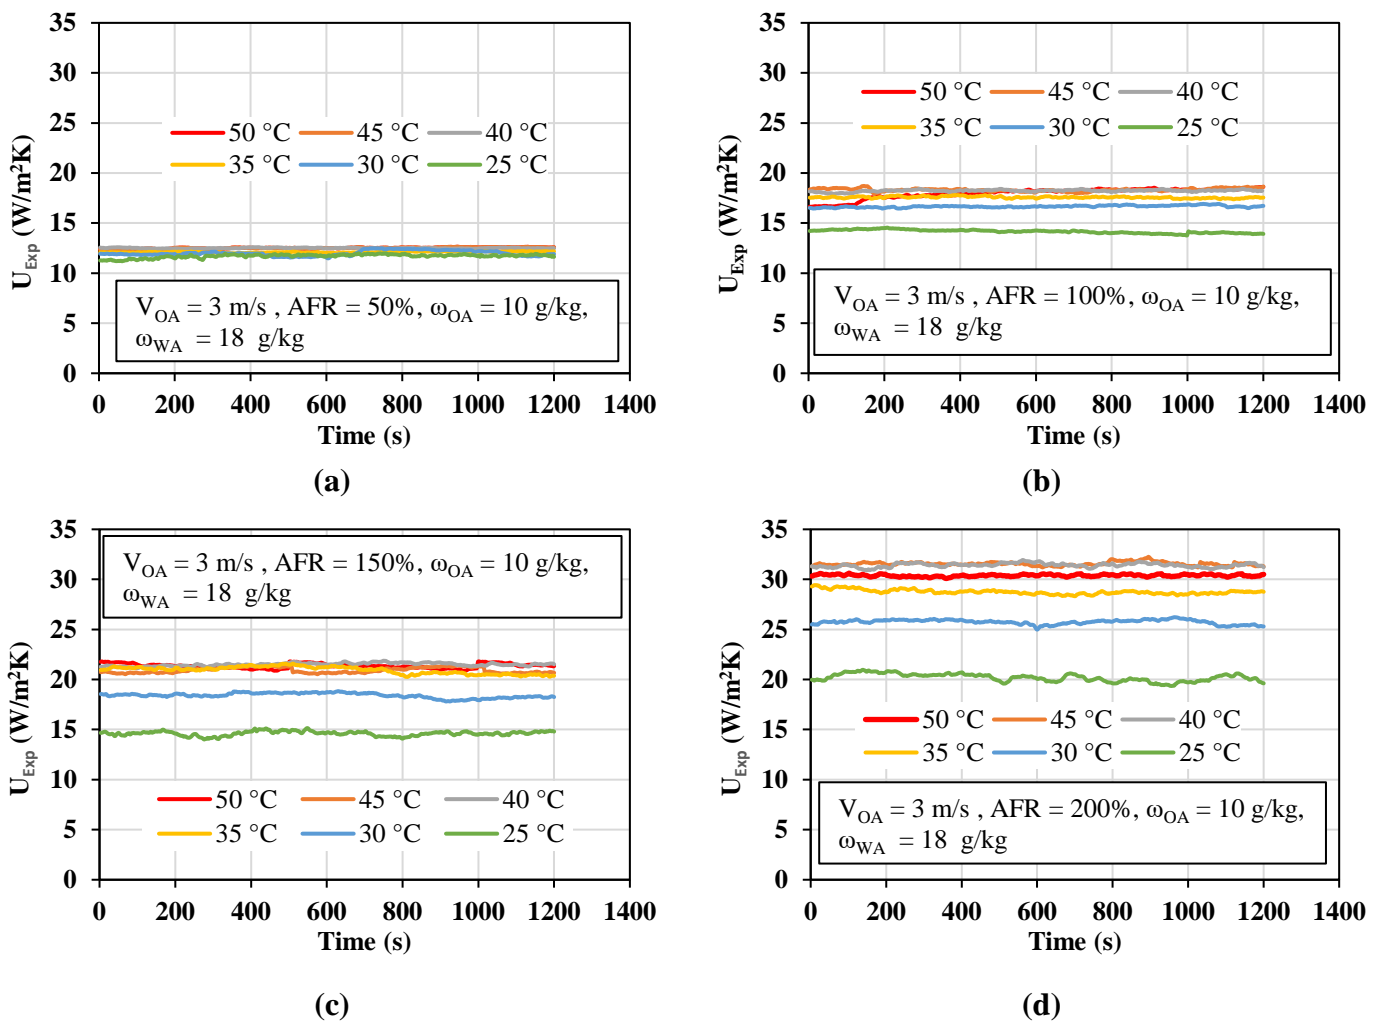 35
30
25
20
15
10
5
0
U_Exp (W/m²K)
50 °C 45 °C 40 °C
35 °C 30 °C 25 °C
V_OA = 3 m/s , AFR = 50%, ω_OA = 10 g/kg,
ω_WA = 18 g/kg
0 200 400 600 800 1000 1200 1400
Time (s)
(a)
35
30
25
20
15
10
5
0
U_Exp (W/m²K)
50 °C 45 °C 40 °C
35 °C 30 °C 25 °C
V_OA = 3 m/s , AFR = 100%, ω_OA = 10 g/kg,
ω_WA = 18 g/kg
0 200 400 600 800 1000 1200 1400
Time (s)
(b)
35
30
25
20
15
10
5
0
U_Exp (W/m²K)
V_OA = 3 m/s , AFR = 150%, ω_OA = 10 g/kg,
ω_WA = 18 g/kg
50 °C 45 °C 40 °C
35 °C 30 °C 25 °C
0 200 400 600 800 1000 1200 1400
Time (s)
(c)
35
30
25
20
15
10
5
0
U_Exp (W/m²K)
50 °C 45 °C 40 °C
35 °C 30 °C 25 °C
V_OA = 3 m/s , AFR = 200%, ω_OA = 10 g/kg,
ω_WA = 18 g/kg
0 200 400 600 800 1000 1200 1400
Time (s)
(d)